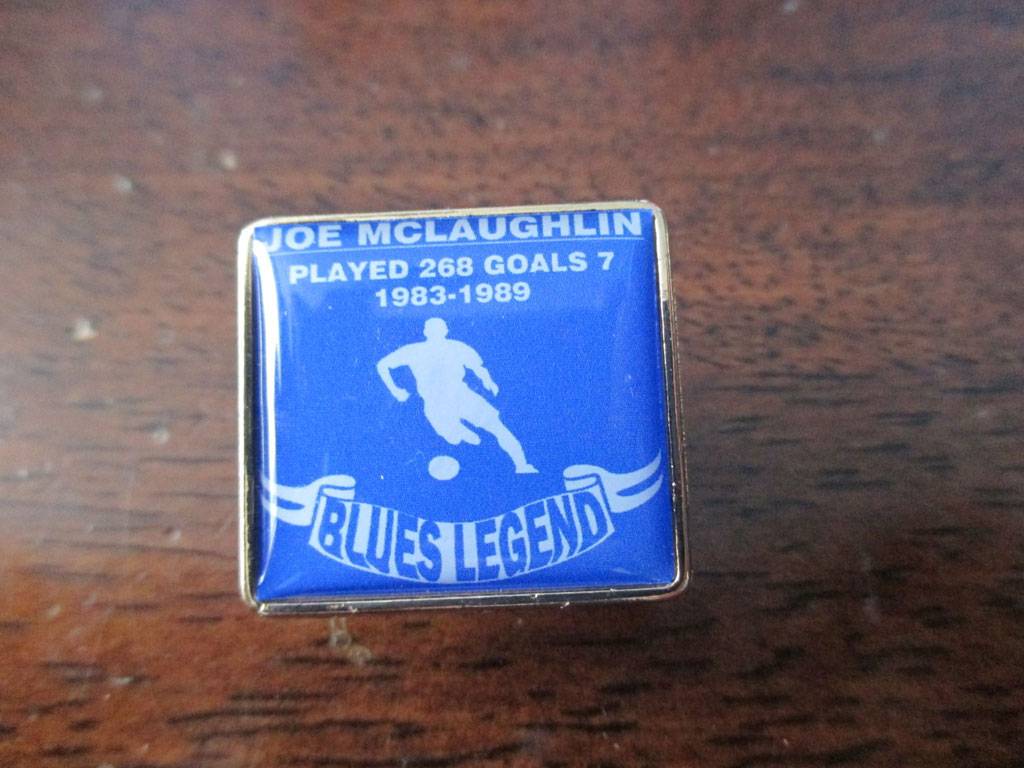 JOE MCLAUGHLIN
PLAYED 268 GOALS 7
1983-1989
BLUES LEGEND